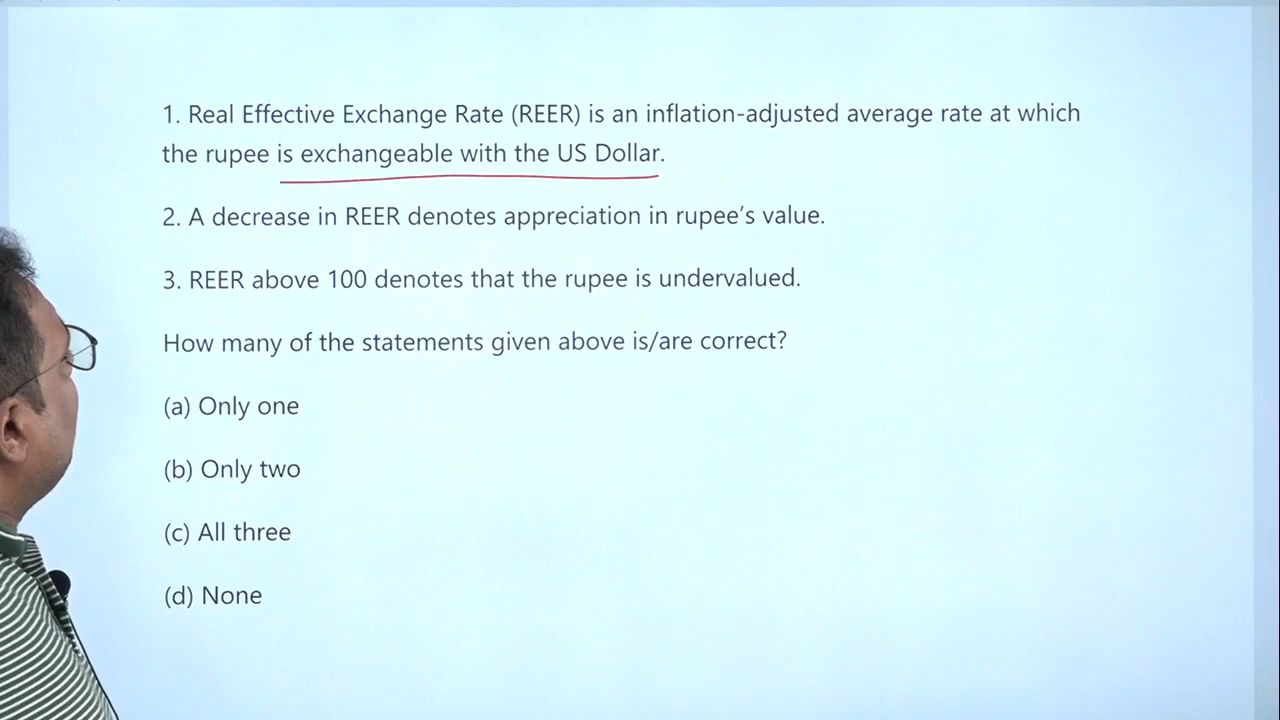 1. Real Effective Exchange Rate (REER) is an inflation-adjusted average rate at which
the rupee is exchangeable with the US Dollar.
2. A decrease in REER denotes appreciation in rupee’s value.
3. REER above 100 denotes that the rupee is undervalued.
How many of the statements given above is/are correct?
(a) Only one
(b) Only two
(c) All three
(d) None